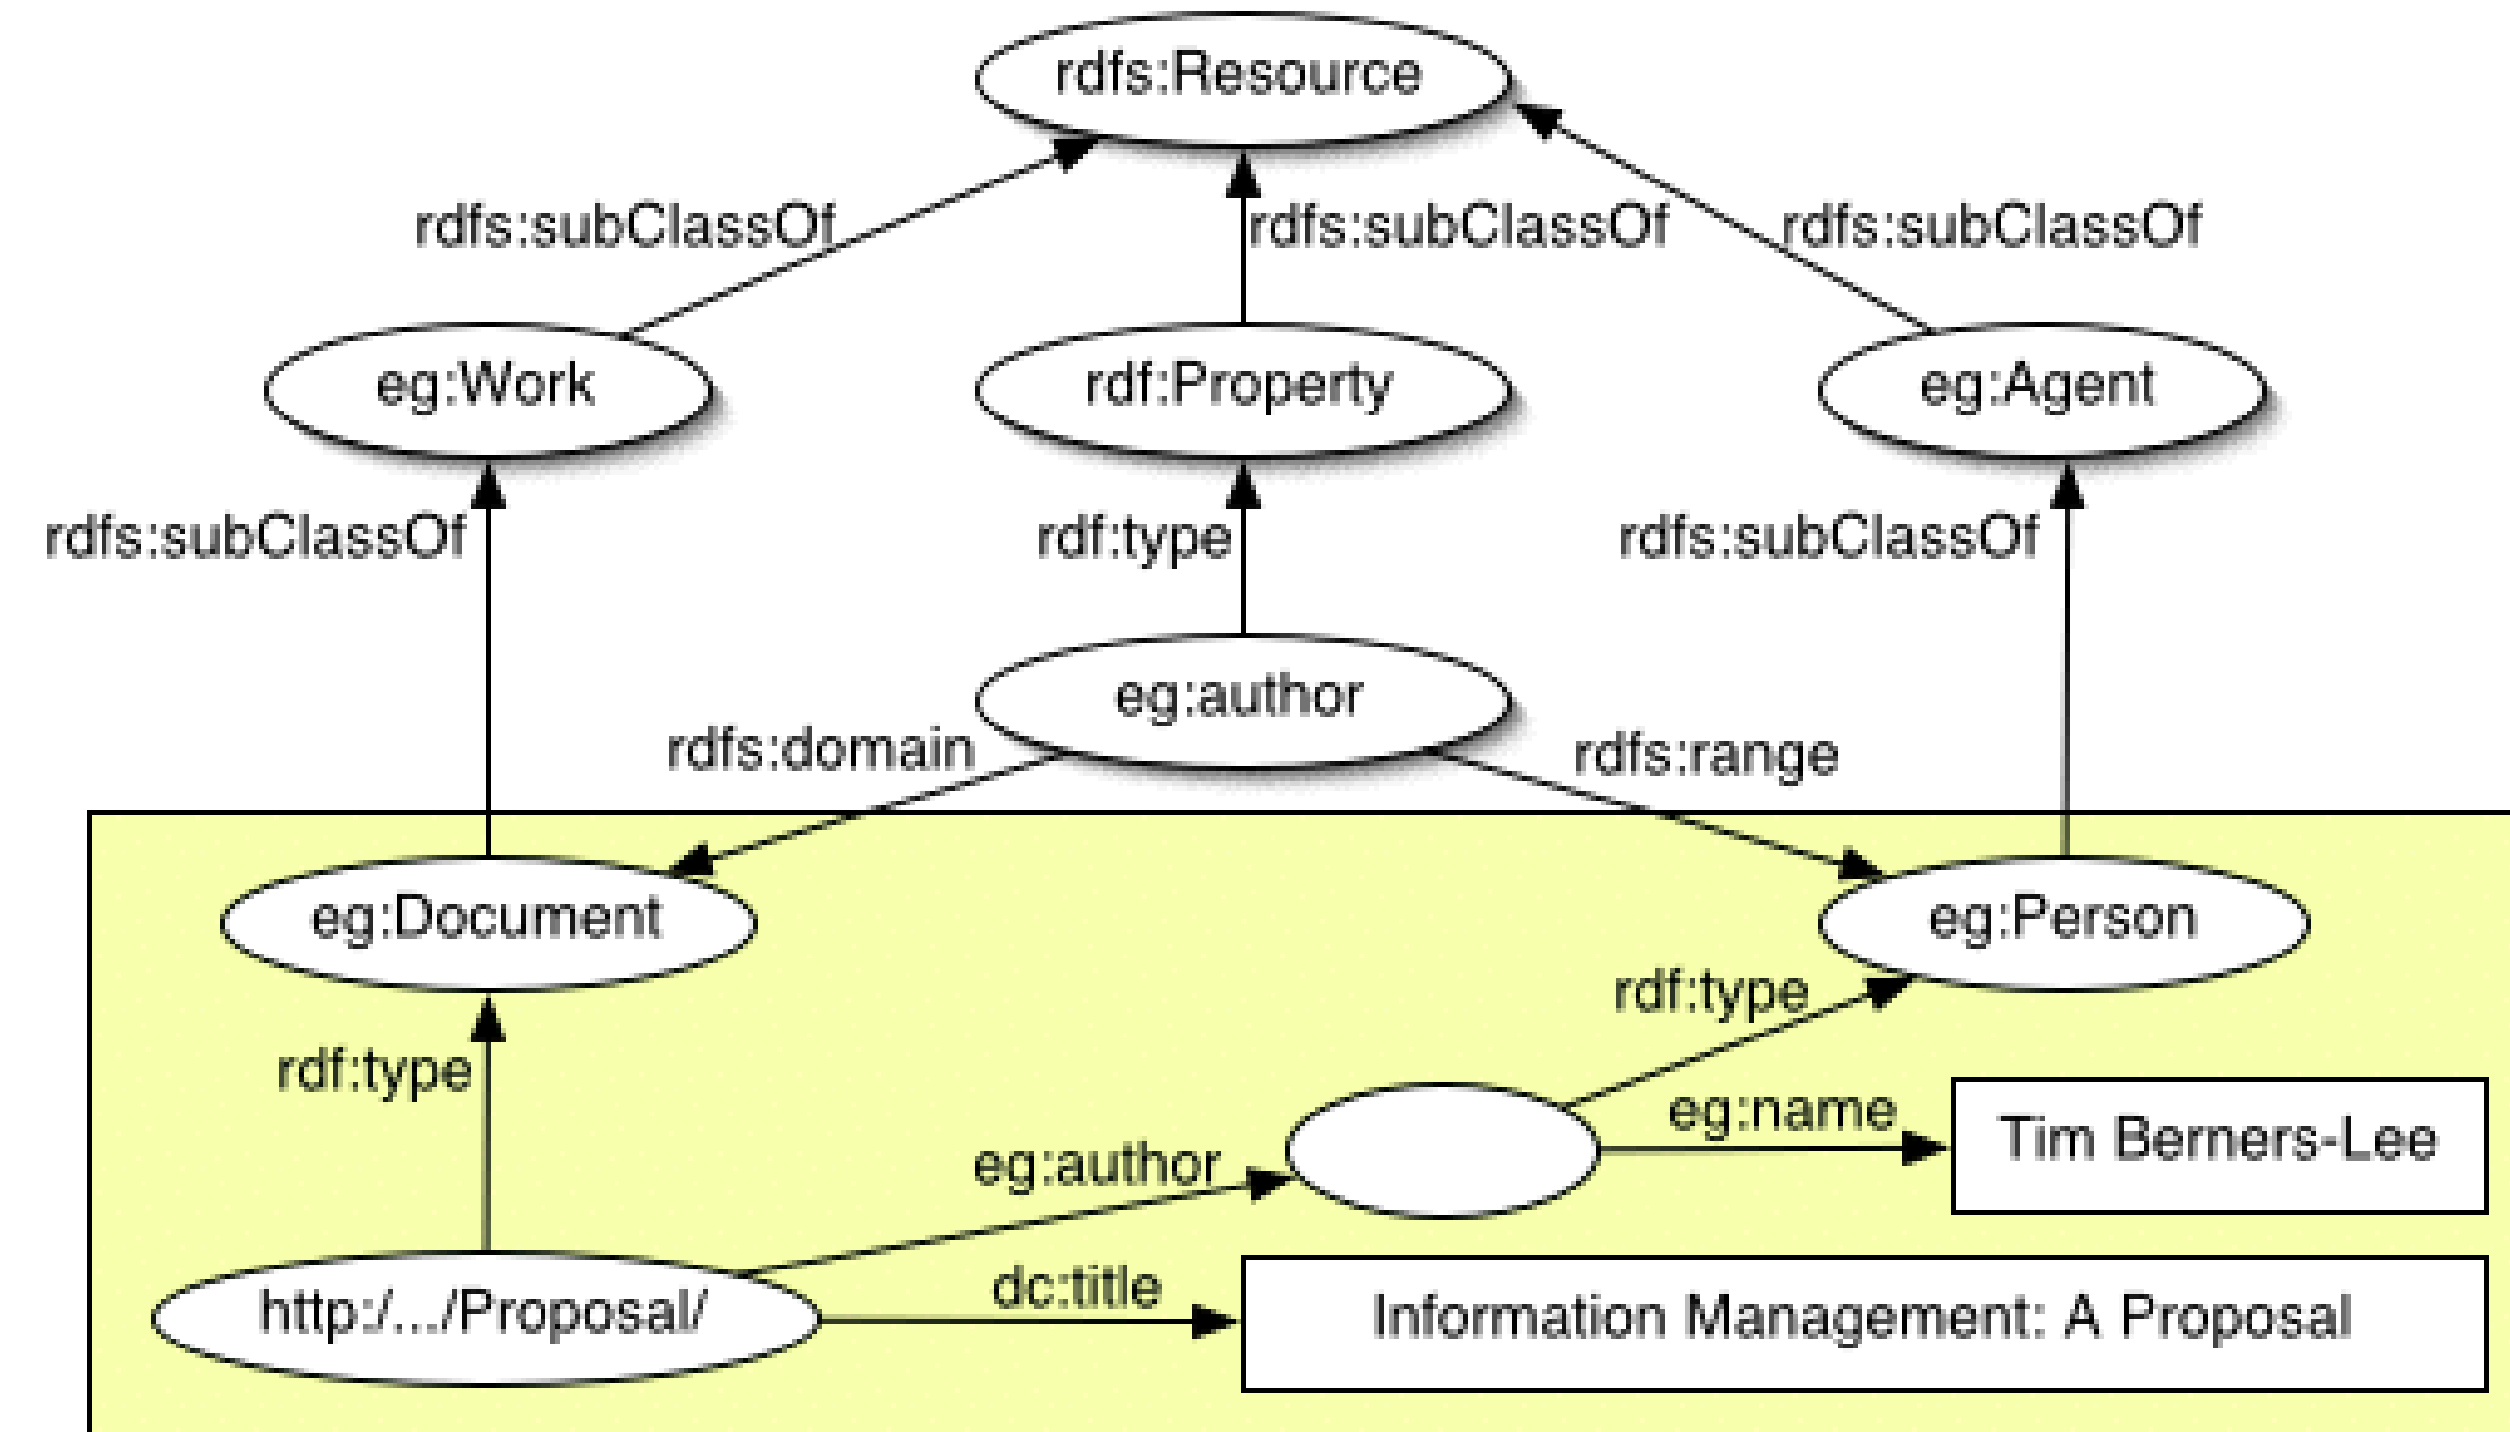 rdfs:Resource
rdfs:subClassOf
rdfs:subClassOf
rdfs:subClassOf
eg:Work
rdf:Property
eg:Agent
rdfs:subClassOf
rdf:type
rdfs:subClassOf
eg:author
rdfs:domain
rdfs:range
eg:Document
eg:Person
rdf:type
rdf:type
eg:name
Tim Berners-Lee
eg:author
http:/.../Proposal/
dc:title
Information Management: A Proposal